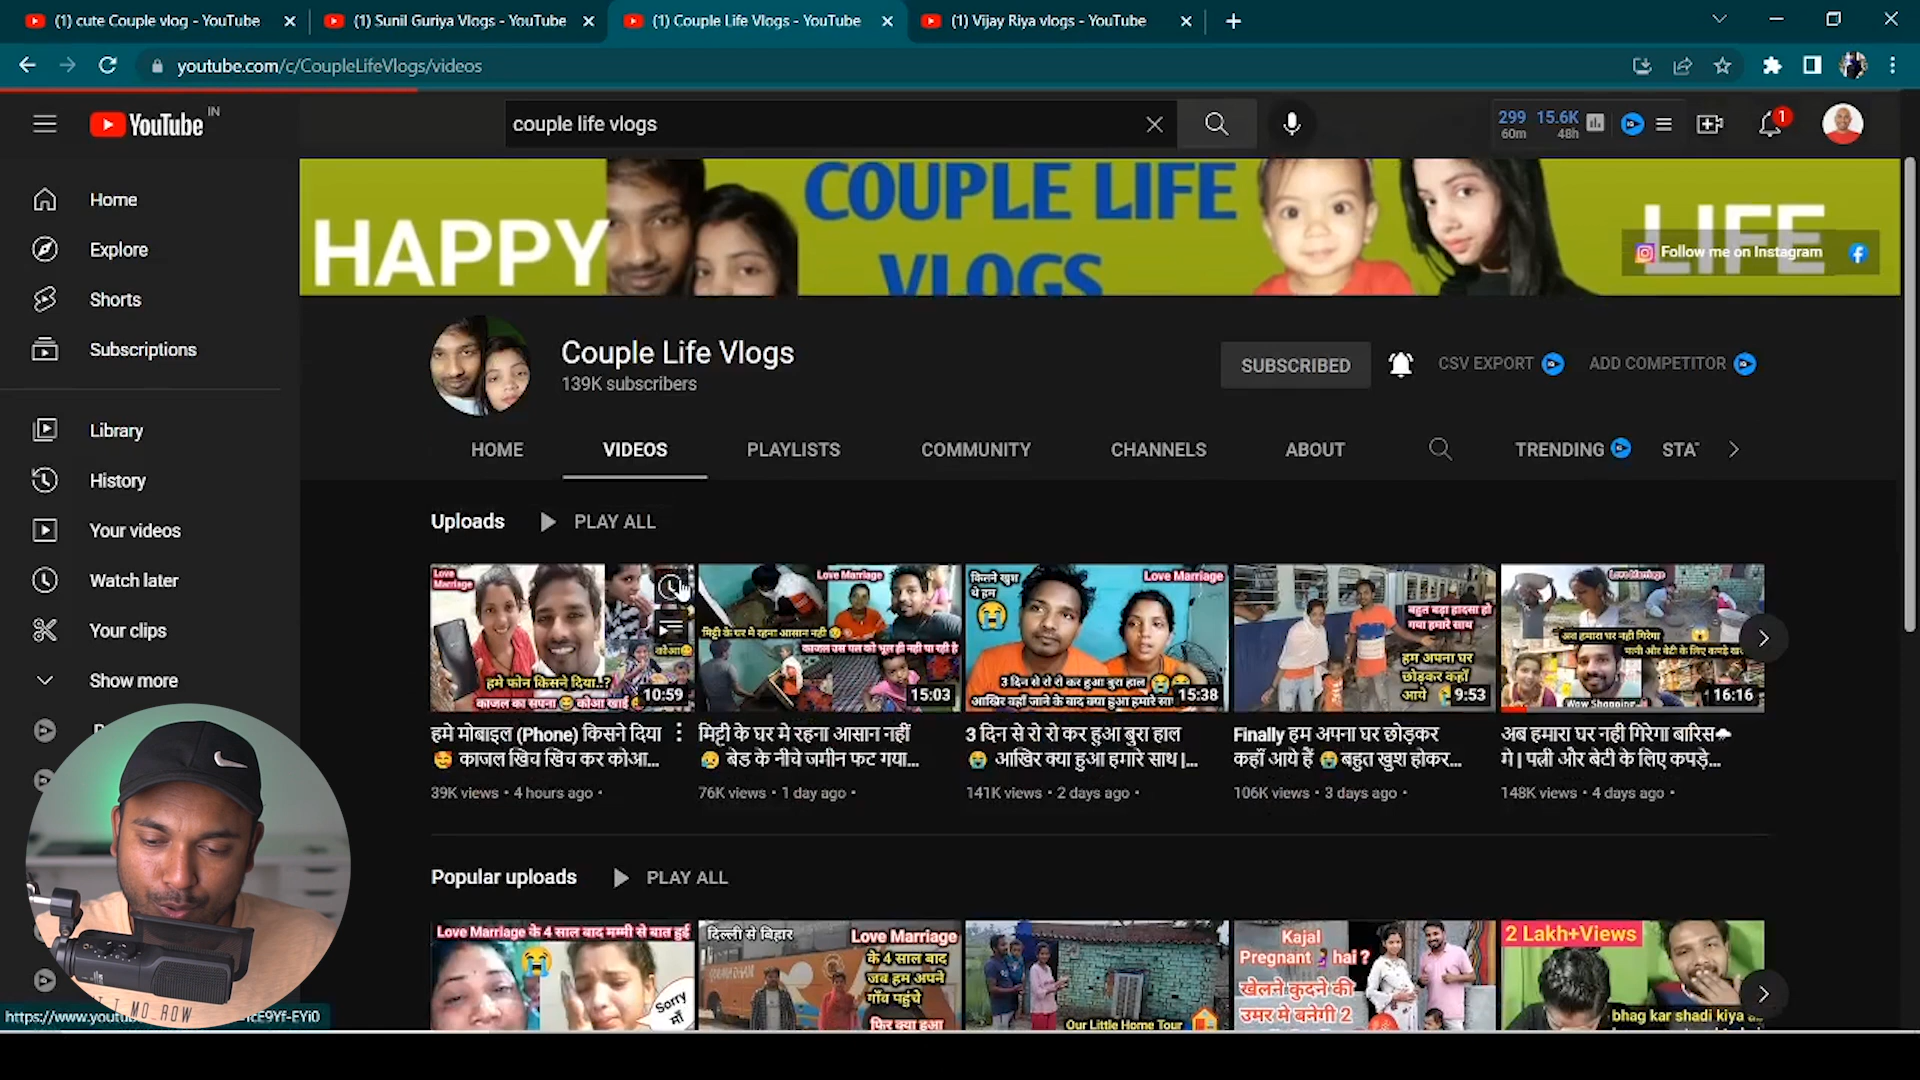 (1) cute Couple vlog - YouTube
(1) Sunil Guriya Vlogs - YouTube
(1) Couple Life Vlogs - YouTube
(1) Vijay Riya vlogs - YouTube
youtube.com/c/CoupleLifeVlogs/videos
YouTube IN
couple life vlogs
299 15.6K
60m 48h
1
HAPPY
COUPLE LIFE
VLOGS
LIFE
Follow me on Instagram
Home
Explore
Shorts
Subscriptions
Library
History
Your videos
Watch later
Your clips
Show more
Couple Life Vlogs
139K subscribers
SUBSCRIBED
CSV EXPORT
ADD COMPETITOR
HOME
VIDEOS
PLAYLISTS
COMMUNITY
CHANNELS
ABOUT
TRENDING
STAT
Uploads
PLAY ALL
Love
Marriage
कोआ
हमे फोन किसने दिया..?
काजल का सपना कोआ खाई
10:59
Love Marriage
मिट्टी के घर मे रहना आसान नही
काजल उस पल को भूल ही नही पा रही है
15:03
कितने खुश
थे हम
Love Marriage
3 दिन से रो रो कर हुआ बुरा हाल
आखिर वहाँ जाने के बाद क्या हुआ हमारे सा
15:38
बहुत बड़ा हादसा हो
गया हमारे साथ
हम अपना घर
छोड़कर
कहाँ
आये
9:53
Love Marriage
अब हमारा घर नही गिरेगा
पत्नी और बेटी के लिए कपड़े
Wow Shopping
16:16
हमे मोबाइल (Phone) किसने दिया
🥰 काजल खिच खिच कर कोआ...
39K views • 4 hours ago •
मिट्टी के घर मे रहना आसान नहीं
😥 बेड के नीचे जमीन फट गया...
76K views • 1 day ago •
3 दिन से रो रो कर हुआ बुरा हाल
😭 आखिर क्या हुआ हमारे साथ |...
141K views • 2 days ago •
Finally हम अपना घर छोड़कर
कहाँ आये हैं 😭बहुत खुश होकर...
106K views • 3 days ago •
अब हमारा घर नही गिरेगा बारिस🌧
मे | पत्नी और बेटी के लिए कपड़े...
148K views • 4 days ago •
Popular uploads
PLAY ALL
Love Marriage के 4 साल बाद मम्मी से बात हुई
Sorry
माँ
दिल्ली से बिहार
Love Marriage
के 4 साल बाद
जब हम अपने
गाँव पहुंचे
फिर क्या हुआ
Our Little Home Tour
Kajal
Pregnant hai ?
खेलने कुदने की
उमर मे बनेगी 2
2 Lakh+Views
bhag kar shadi kiya
MO ROW
https://www.youtu
cE9Yf-EYi0